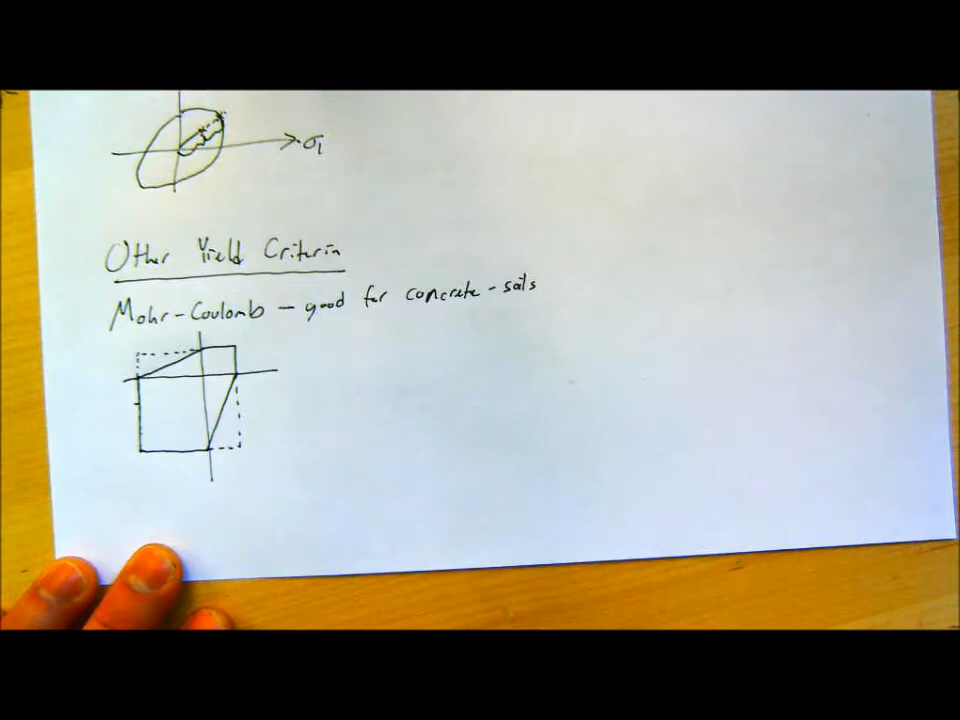 σ₁
Other Yield Criteria
Mohr-Coulomb - good for concrete - soils